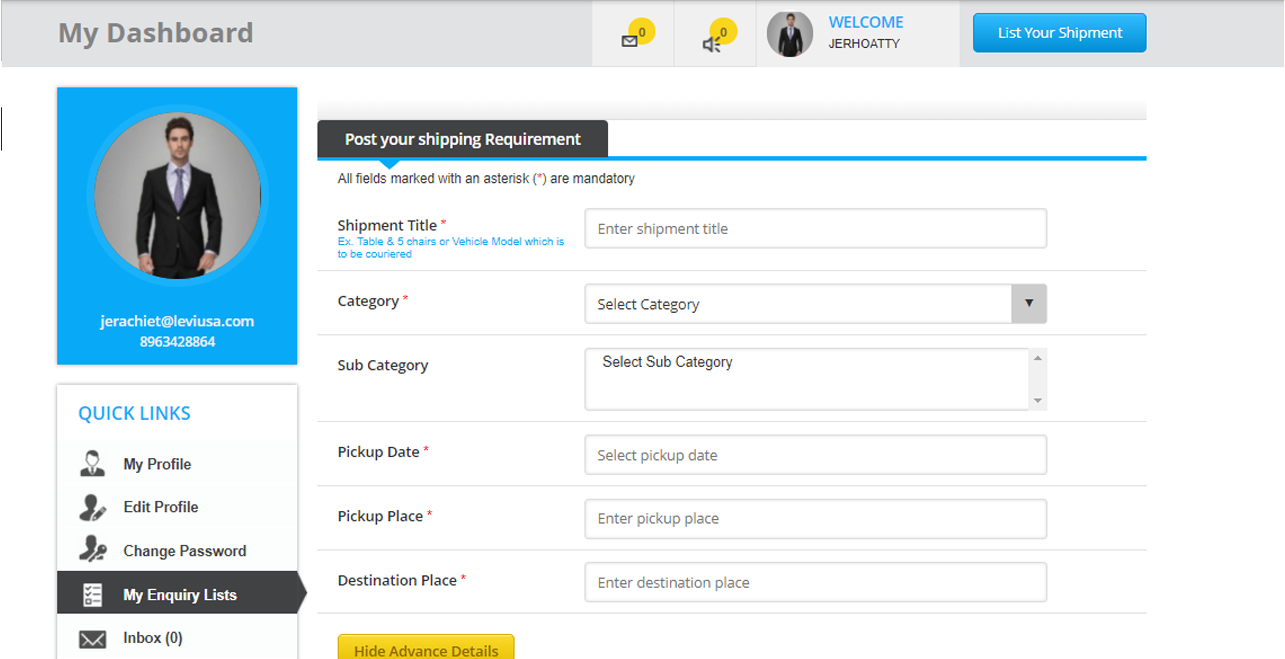 My Dashboard
0
0
WELCOME
JERHOATTY
List Your Shipment
jerachiet@leviusa.com
8963428864
QUICK LINKS
My Profile
Edit Profile
Change Password
My Enquiry Lists
Inbox (0)
Post your shipping Requirement
All fields marked with an asterisk (*) are mandatory
Shipment Title *
Ex. Table & 5 chairs or Vehicle Model which is
to be couriered
Enter shipment title
Category *
Select Category
Sub Category
Select Sub Category
Pickup Date *
Select pickup date
Pickup Place *
Enter pickup place
Destination Place *
Enter destination place
Hide Advance Details